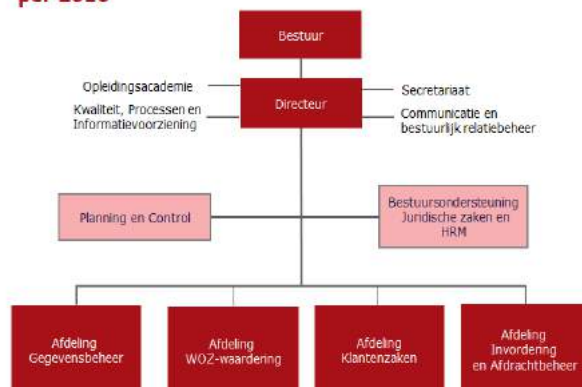 Bestuur
Opleidingsacademie
Kwaliteit, Processen en
Informatievoorziening
Directeur
Secretariaat
Communicatie en
bestuurlijk relatiebeheer
Planning en Control
Bestuursondersteuning
Juridische zaken en
HRM
Afdeling
Gegevensbeheer
Afdeling
WOZ-waardering
Afdeling
Klantenzaken
Afdeling
Invordering
en Afdrachtbeheer